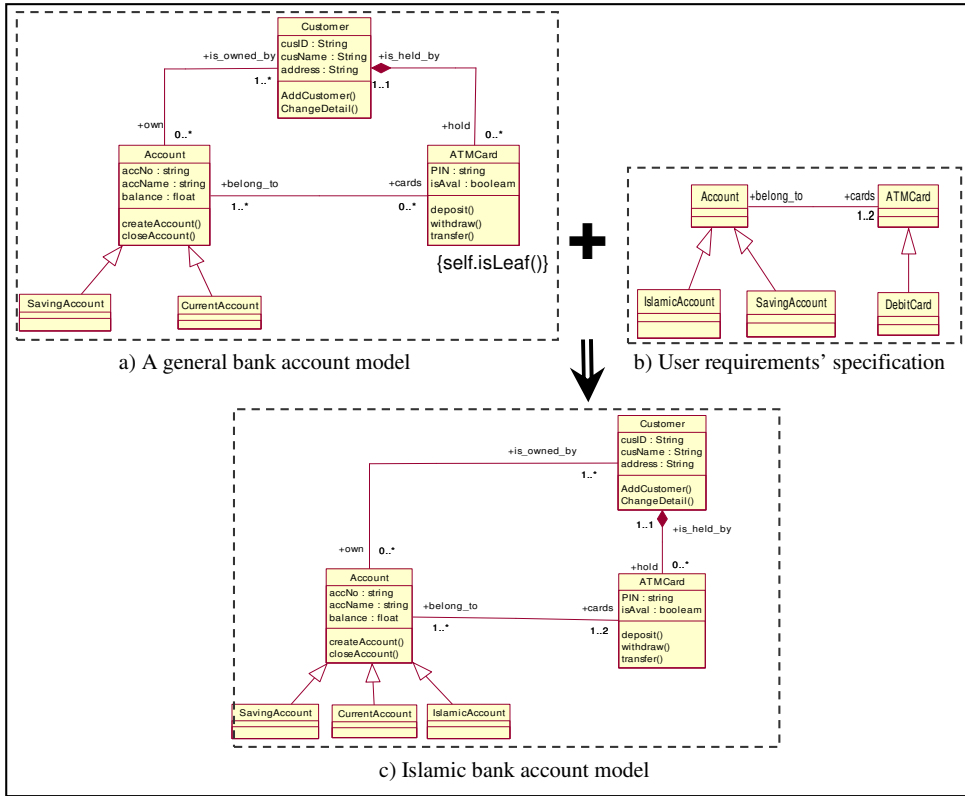 Customer
cusID : String
cusName : String
address : String
AddCustomer()
ChangeDetail()
+is_owned_by
1..*
+is_held_by
1..1
+own
0..*
+hold
0..*
Account
accNo : string
accName : string
balance : float
createAccount()
closeAccount()
+belong_to
1..*
+cards
0..*
ATMCard
PIN : string
isAval : booleam
deposit()
withdraw()
transfer()
{self.isLeaf()}
SavingAccount
CurrentAccount
a) A general bank account model
Account
+belong_to
+cards
1..2
ATMCard
IslamicAccount
SavingAccount
DebitCard
b) User requirements’ specification
Customer
cusID : String
cusName : String
address : String
AddCustomer()
ChangeDetail()
+is_owned_by
1..*
1..1
+is_held_by
+own
0..*
+hold
0..*
Account
accNo : string
accName : string
balance : float
createAccount()
closeAccount()
+belong_to
1..*
+cards
1..2
ATMCard
PIN : string
isAval : booleam
deposit()
withdraw()
transfer()
SavingAccount
CurrentAccount
IslamicAccount
c) Islamic bank account model